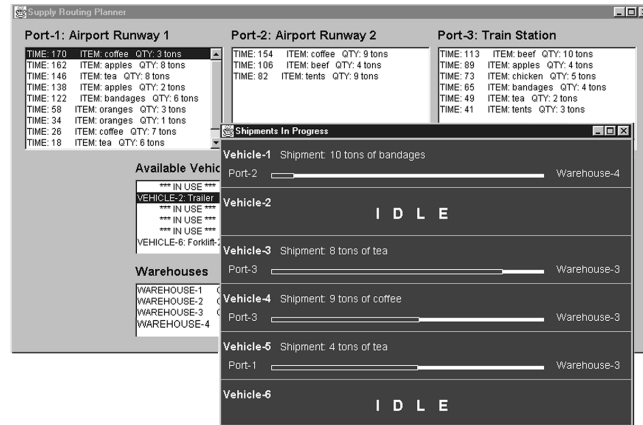 Supply Routing Planner
Port-1: Airport Runway 1
TIME: 170 ITEM: coffee QTY: 3 tons
TIME: 162 ITEM: apples QTY: 8 tons
TIME: 146 ITEM: tea QTY: 8 tons
TIME: 138 ITEM: apples QTY: 2 tons
TIME: 122 ITEM: bandages QTY: 6 tons
TIME: 58 ITEM: oranges QTY: 3 tons
TIME: 34 ITEM: oranges QTY: 1 tons
TIME: 26 ITEM: coffee QTY: 7 tons
TIME: 18 ITEM: tea QTY: 6 tons
Port-2: Airport Runway 2
TIME: 154 ITEM: coffee QTY: 9 tons
TIME: 106 ITEM: beef QTY: 4 tons
TIME: 82 ITEM: tents QTY: 9 tons
Port-3: Train Station
TIME: 113 ITEM: beef QTY: 10 tons
TIME: 89 ITEM: apples QTY: 4 tons
TIME: 73 ITEM: chicken QTY: 5 tons
TIME: 65 ITEM: bandages QTY: 4 tons
TIME: 49 ITEM: tea QTY: 2 tons
TIME: 41 ITEM: tents QTY: 3 tons
Available Vehic
*** IN USE ***
VEHICLE-2: Trailer
*** IN USE ***
*** IN USE ***
*** IN USE ***
VEHICLE-6: Forklift-2
Warehouses
WAREHOUSE-1
WAREHOUSE-2
WAREHOUSE-3
WAREHOUSE-4
Shipments In Progress
Vehicle-1 Shipment: 10 tons of bandages
Port-2 Warehouse-4
Vehicle-2
I D L E
Vehicle-3 Shipment: 8 tons of tea
Port-3 Warehouse-3
Vehicle-4 Shipment: 9 tons of coffee
Port-3 Warehouse-3
Vehicle-5 Shipment: 4 tons of tea
Port-1 Warehouse-3
Vehicle-6
I D L E